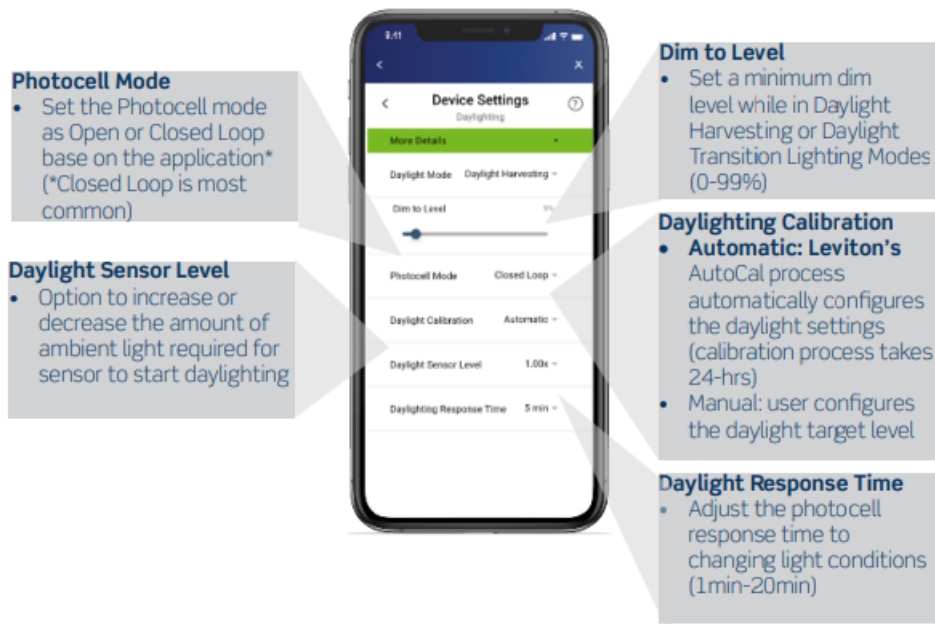 Photocell Mode
• Set the Photocell mode
as Open or Closed Loop
base on the application*
(*Closed Loop is most
common)
Daylight Sensor Level
• Option to increase or
decrease the amount of
ambient light required for
sensor to start daylighting
9:41
Device Settings
Daylighting
More Details
Daylight Mode Daylight Harvesting
Dim to Level 9%
Photocell Mode Closed Loop
Daylight Calibration Automatic
Daylight Sensor Level 1.00x
Daylighting Response Time 5 min
Dim to Level
• Set a minimum dim
level while in Daylight
Harvesting or Daylight
Transition Lighting Modes
(0-99%)
Daylighting Calibration
• Automatic: Leviton's
AutoCal process
automatically configures
the daylight settings
(calibration process takes
24-hrs)
• Manual: user configures
the daylight target level
Daylight Response Time
• Adjust the photocell
response time to
changing light conditions
(1min-20min)